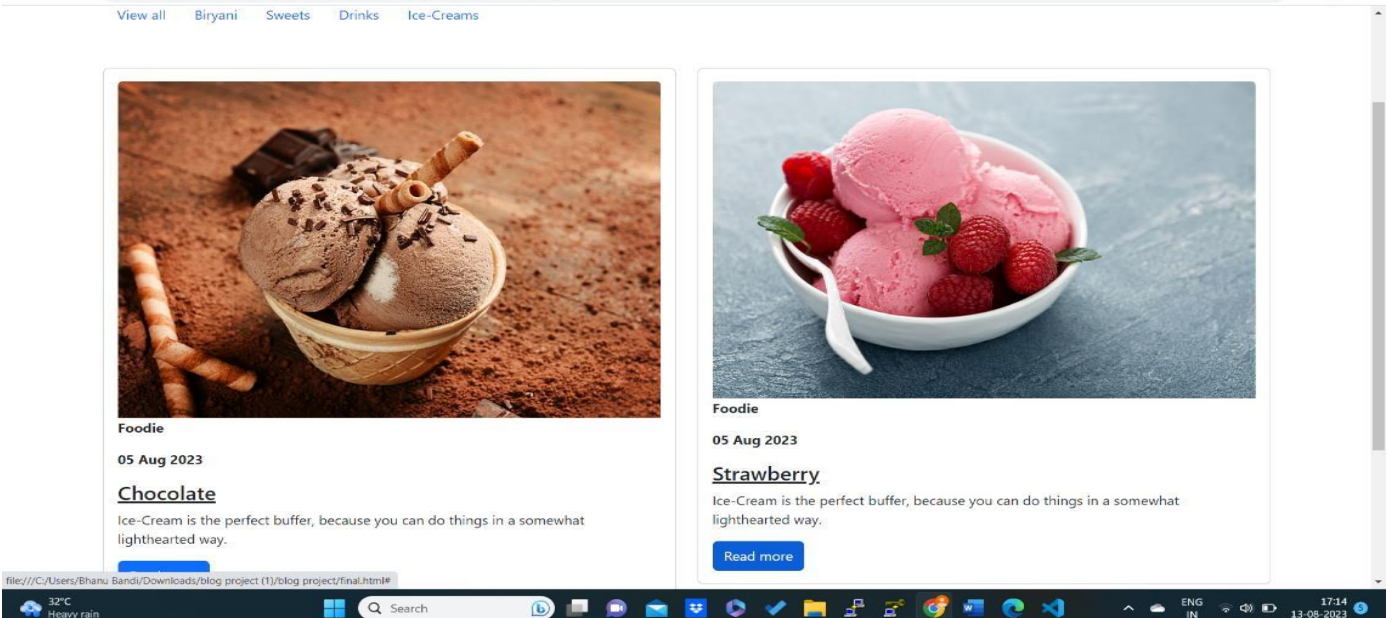 View all Biryani Sweets Drinks Ice-Creams
Foodie
05 Aug 2023
Chocolate
Ice-Cream is the perfect buffer, because you can do things in a somewhat
lighthearted way.
Foodie
05 Aug 2023
Strawberry
Ice-Cream is the perfect buffer, because you can do things in a somewhat
lighthearted way.
Read more
file:///C:/Users/Bhanu Bandi/Downloads/blog project (1)/blog project/final.html#
32°C
Heavy rain
Search
ENG
IN
17:14
13-08-2023
5